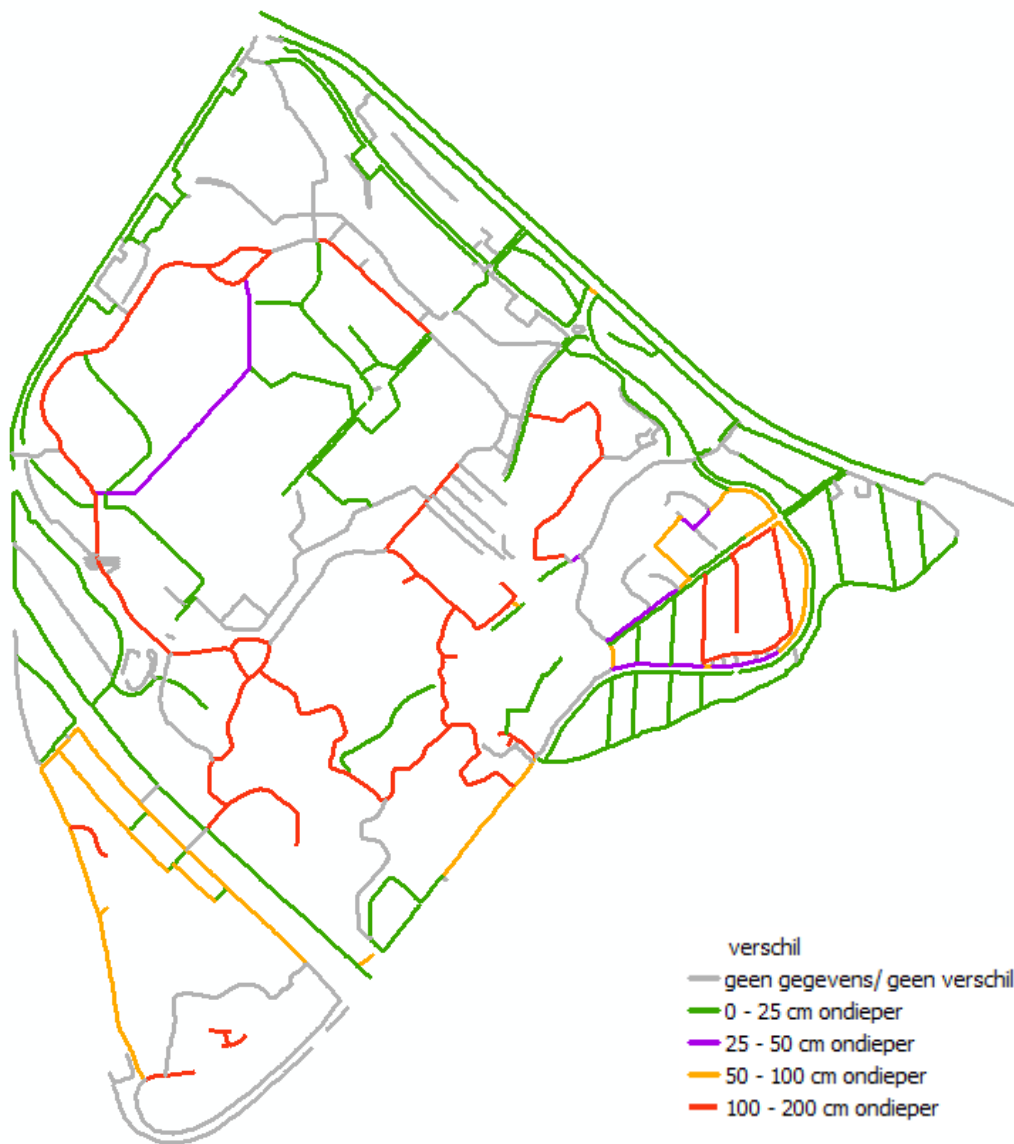 verschil
geen gegevens/ geen verschil
0 - 25 cm ondieper
25 - 50 cm ondieper
50 - 100 cm ondieper
100 - 200 cm ondieper